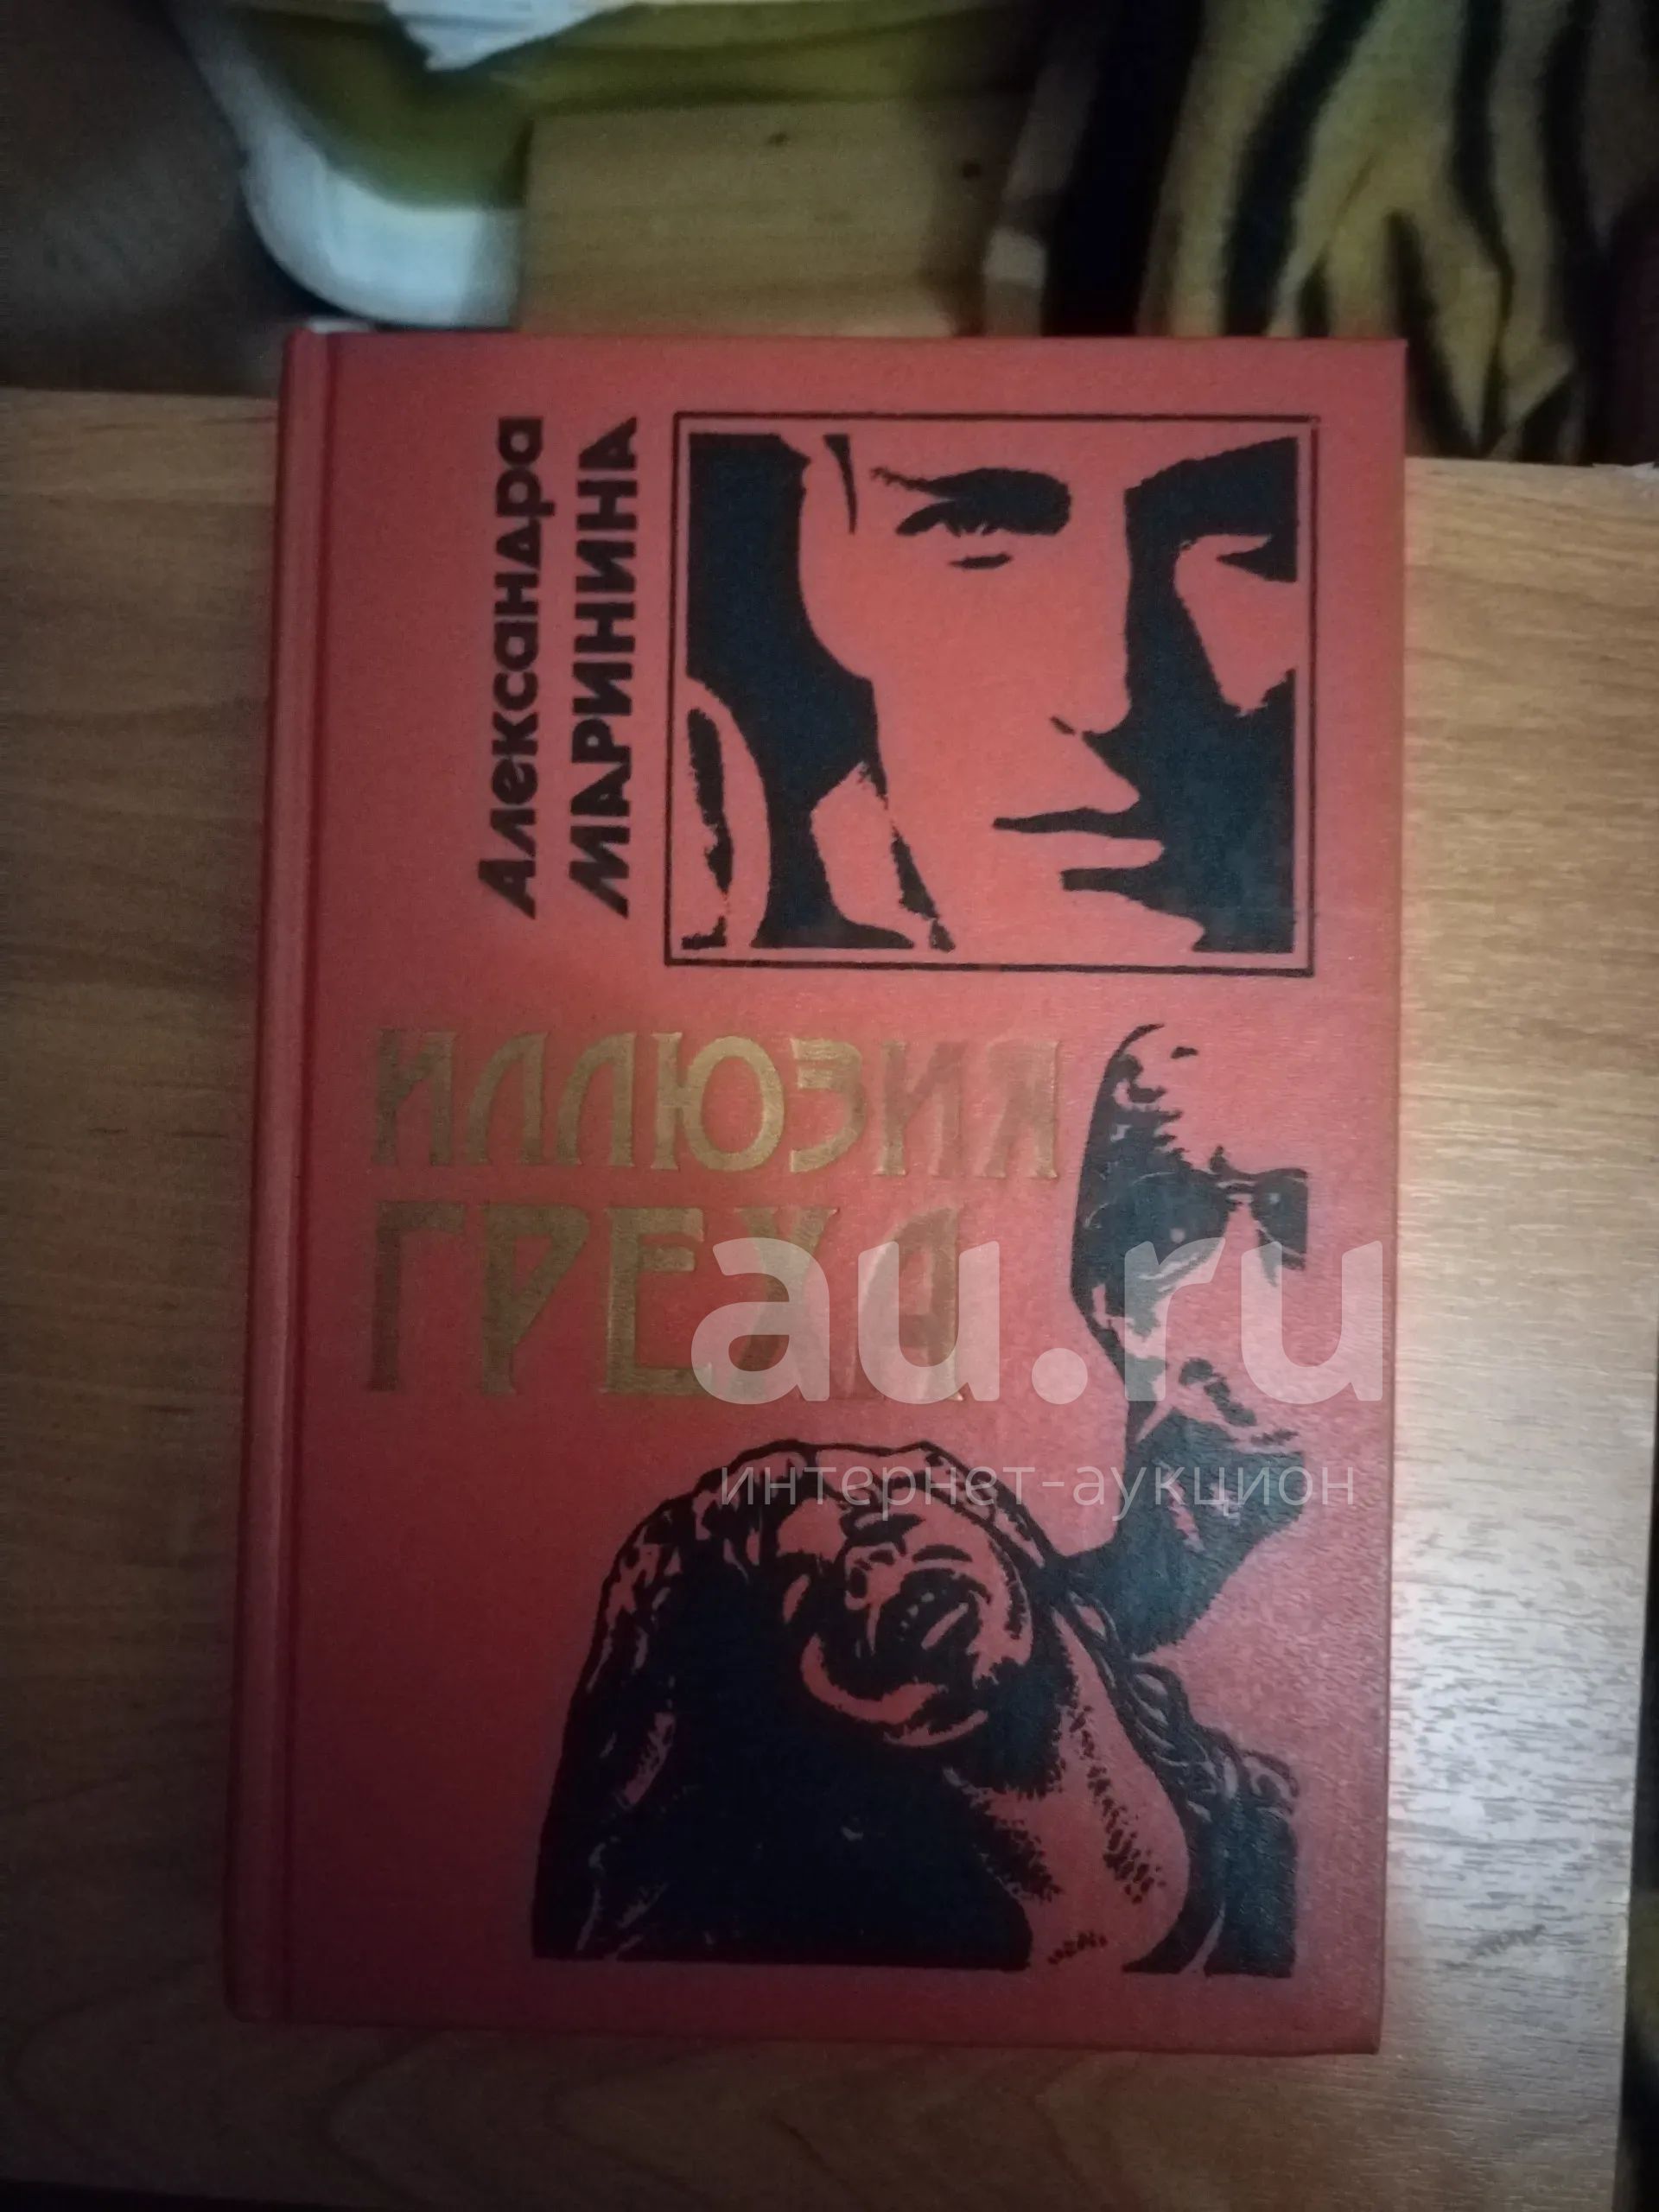 Александра
МАРИНИНА
ИЛЛЮЗИЯ
ГРЕХА
au.ru
интернет-аукцион